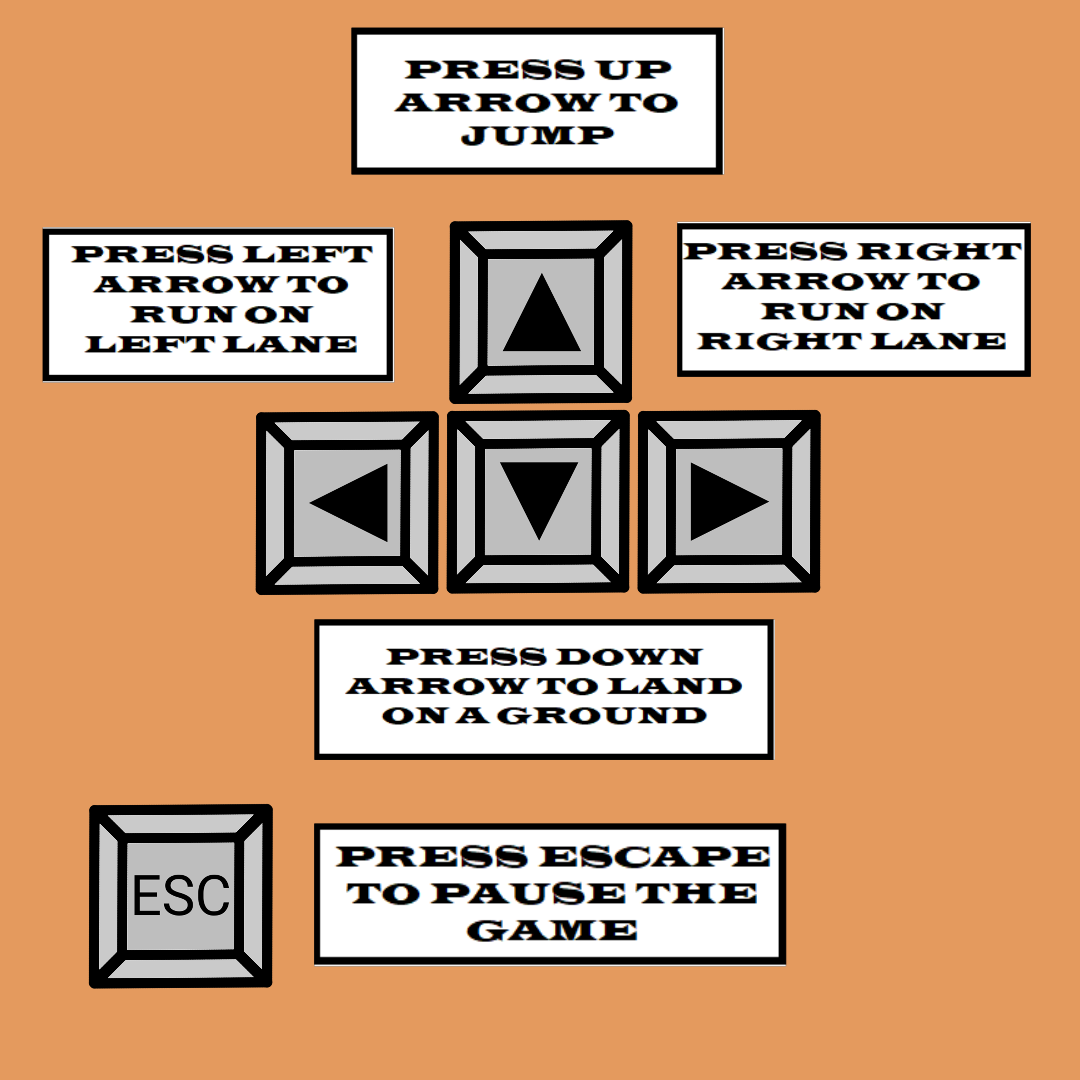 PRESS UP
ARROW TO
JUMP
PRESS LEFT
ARROW TO
RUN ON
LEFT LANE
PRESS RIGHT
ARROW TO
RUN ON
RIGHT LANE
PRESS DOWN
ARROW TO LAND
ON A GROUND
ESC
PRESS ESCAPE
TO PAUSE THE
GAME